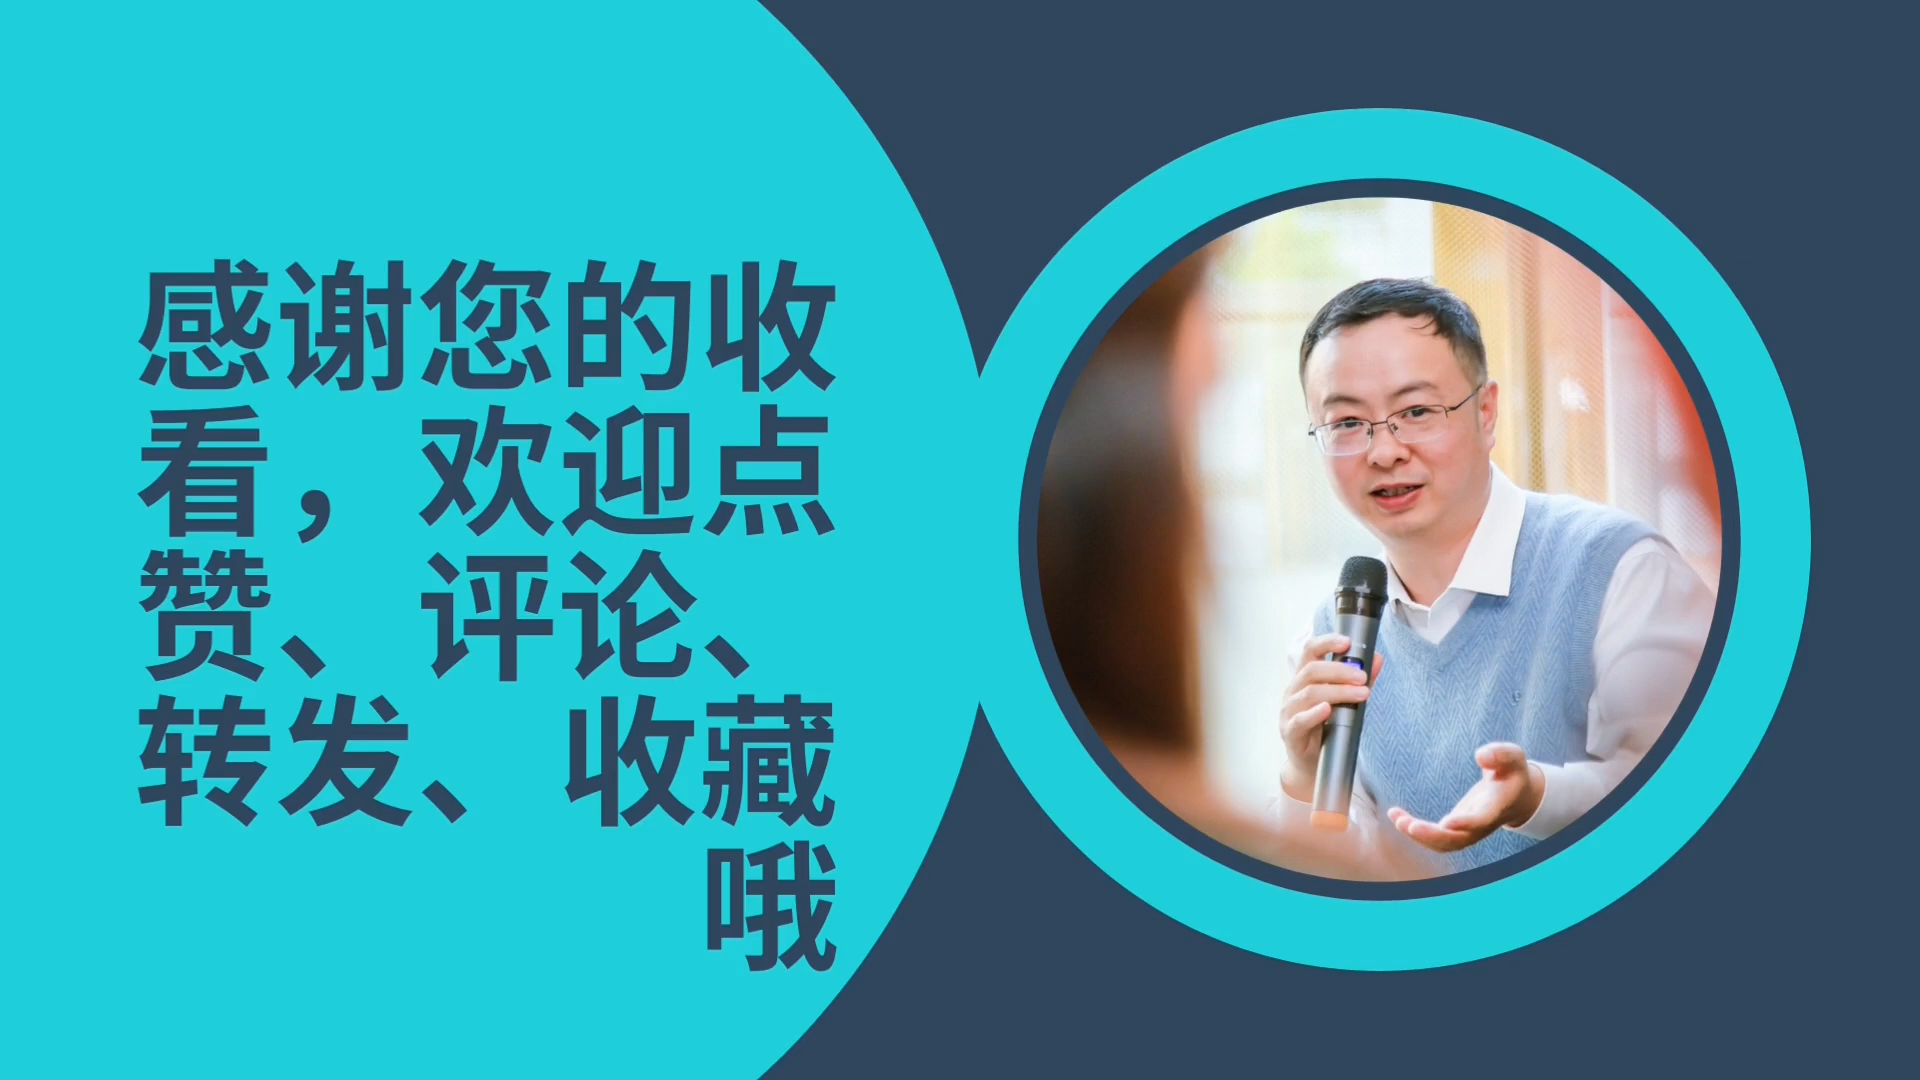 感谢您的收
看，欢迎点
赞、评论、
转发、收藏
哦